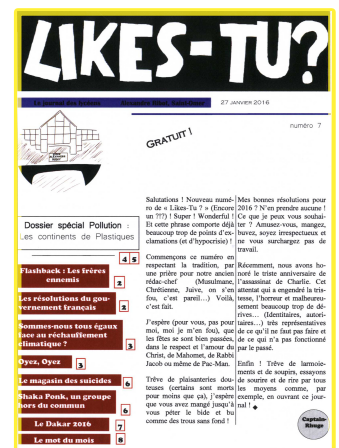 LIKES-TU?
27 JANVIER 2016
numéro 7
GRATUIT !
Dossier spécial Pollution :
Les continents de Plastiques
4 5
Flashback : Les frères
ennemis
2
Les résolutions du gou-
vernement français
2
Sommes-nous tous égaux
face au réchauffement
climatique ?
3
Oyez, Oyez
3
Le magasin des suicides
6
Shaka Ponk, un groupe
hors du commun
6
Le Dakar 2016
7
Le mot du mois
8
Salutations ! Nouveau numé-
ro de « Likes-Tu ? » (Encore
un ???) ! Super ! Wonderful !
Et cette phrase comporte déjà
beaucoup trop de points d'ex-
clamations (et d'hypocrisie) !
Commençons ce numéro en
respectant la tradition, par
une prière pour notre ancien
rédac-chef (Musulmane,
Chrétienne, Juive, on s'en
fou, c'est pareil...) Voilà,
c'est fait.
J'espère (pour vous, pas pour
moi, moi je m'en fou), que
les fêtes se sont bien passées,
dans le respect et l'amour du
Christ, de Mahomet, de Rabbi
Jacob ou même de Pac-Man.
Trêve de plaisanteries dou-
teuses (certains sont morts
pour moins que ça), j'espère
que vous avez mangé jusqu'à
vous péter le bide et bu
comme des trous sans fond !
Mes bonnes résolutions pour
2016 ? N'en prendre aucune !
Ce que je peux vous souhai-
ter ? Amusez-vous, mangez,
buvez, soyez irrespectueux et
ne vous surchargez pas de
travail.
Récemment, nous avons ho-
noré le triste anniversaire de
l'assassinat de Charlie. Cet
attentat qui a engendré la tris-
tesse, l'horreur et malheureu-
sement beaucoup trop de dé-
rives... (Identitaires, autori-
taires...) très représentatives
de ce qu'il ne faut pas faire et
de ce qui n'a pas fonctionné
par le passé.
Enfin ! Trêve de larmoie-
ments et de soupirs, essayons
de sourire et de rire par tous
les moyens comme, par
exemple, en ouvrant ce jour-
nal !
Captain-
Rinugo